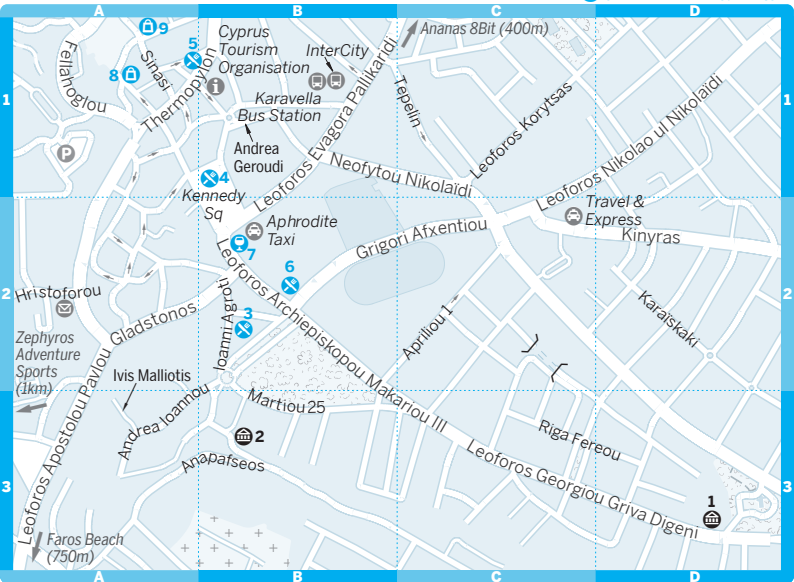 A
B
C
D
9
5
Cyprus
Tourism
Organisation
InterCity
Ananas 8Bit (400m)
Fellahoglou
Sinasi
8
Thermopylon
Leoforos Evagora Pallikaridi
Tepelin
Leoforos Korytsas
Leoforos Nikolao ul Nikolaïdi
1
1
Karavella
Bus Station
P
Andrea
Geroudi
Neofytou Nikolaïdi
4
Kennedy
Sq
Travel &
Express
Aphrodite
Taxi
Kinyras
Grigori Afxentiou
7
6
2
2
Hristoforou
Leoforos Archiepiskopou Makariou III
Karaïskaki
Gladstonos
Ioanni Agroti
3
Apriliou 1
Zephyros
Adventure
Sports
(1km)
Ivis Malliotis
Andrea Ioannou
Martiou 25
Leoforos Apostolou Pavlou
2
Riga Fereou
Anapafseos
Leoforos Georgiou Griva Digeni
3
3
1
Faros Beach
(750m)
A
B
C
D